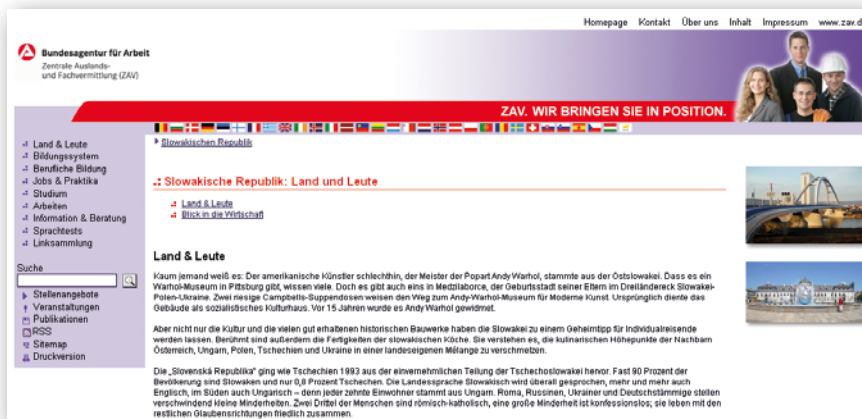 Homepage Kontakt Über uns Inhalt Impressum www.zav.d
Bundesagentur für Arbeit
Zentrale Auslands-
und Fachvermittlung (ZAV)
ZAV. WIR BRINGEN SIE IN POSITION.
Slowakischen Republik
Land & Leute
Bildungssystem
Berufliche Bildung
Jobs & Praktika
Studium
Arbeiten
Information & Beratung
Sprachtests
Linksammlung
Suche
Stellenangebote
Veranstaltungen
Publikationen
RSS
Sitemap
Druckversion
.: Slowakische Republik: Land und Leute
Land & Leute
Blick in die Wirtschaft
Land & Leute
Kaum jemand weiß es: Der amerikanische Künstler schlechthin, der Meister der Popart Andy Warhol, stammte aus der Ostslowakei. Dass es ein
Warhol-Museum in Pittsburg gibt, wissen viele. Doch es gibt auch eins in Medzilaborce, der Geburtsstadt seiner Eltern im Dreiländereck Slowakei-
Polen-Ukraine. Zwei riesige Campbells-Suppendosen weisen den Weg zum Andy-Warhol-Museum für Moderne Kunst. Ursprünglich diente das
Gebäude als sozialistisches Kulturhaus. Vor 15 Jahren wurde es Andy Warhol gewidmet.
Aber nicht nur die Kultur und die vielen gut erhaltenen historischen Bauwerke haben die Slowakei zu einem Geheimtipp für Individualreisende
werden lassen. Berühmt sind außerdem die Fertigkeiten der slowakischen Köche. Sie verstehen es, die kulinarischen Höhepunkte der Nachbarn
Österreich, Ungarn, Polen, Tschechien und Ukraine in einer landeseigenen Mélange zu verschmelzen.
Die „Slovenská Republika" ging wie Tschechien 1993 aus der einvernehmlichen Teilung der Tschechoslowakei hervor. Fast 90 Prozent der
Bevölkerung sind Slowaken und nur 0,8 Prozent Tschechen. Die Landessprache Slowakisch wird überall gesprochen, mehr und mehr auch
Englisch, im Süden auch Ungarisch – denn jeder zehnte Einwohner stammt aus Ungarn. Roma, Russinen, Ukrainer und Deutschstämmige stellen
verschwindend kleine Minderheiten. Zwei Drittel der Menschen sind römisch-katholisch, eine große Minderheit ist konfessionslos; sie leben mit den
restlichen Glaubensrichtungen friedlich zusammen.